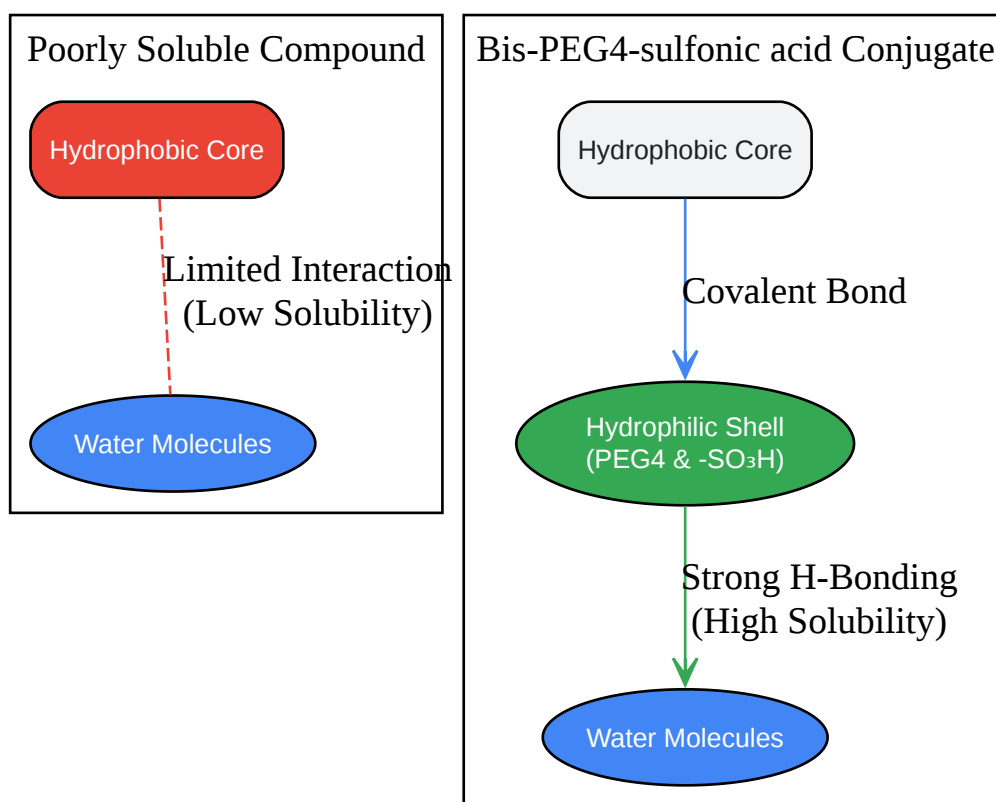 Poorly Soluble Compound
Hydrophobic Core
Limited Interaction
(Low Solubility)
Water Molecules
Bis-PEG4-sulfonic acid Conjugate
Hydrophobic Core
Covalent Bond
Hydrophilic Shell
(PEG4 & -SO₃H)
Strong H-Bonding
(High Solubility)
Water Molecules